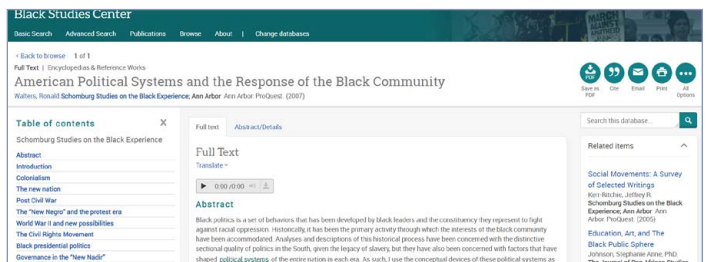 Black Studies Center
Basic Search Advanced Search Publications Browse About | Change databases
MARCH
AGAINST
APARTHEID
‹ Back to browse 1 of 1
Full Text | Encyclopedias & Reference Works
American Political Systems and the Response of the Black Community
Walters, Ronald Schomburg Studies on the Black Experience; Ann Arbor Ann Arbor: ProQuest. (2007)
PDF
Save as PDF Cite Email Print All Options
Table of contents X
Schomburg Studies on the Black Experience
Abstract
Introduction
Colonialism
The new nation
Post Civil War
The "New Negro" and the protest era
World War II and new possibilities
The Civil Rights Movement
Black presidential politics
Governance in the "New Nadir"
Full text Abstract/Details
Full Text
Translate
0:00 /0:00
Abstract
Black politics is a set of behaviors that has been developed by black leaders and the constituency they represent to fight
against racial oppression. Historically, it has been the primary activity through which the interests of the black community
have been accommodated. Analyses and descriptions of this historical process have been concerned with the distinctive
sectional quality of politics in the South, given the legacy of slavery, but they have also been concerned with factors that have
shaped political systems, of the entire nation in each era. As such, I use the conceptual devices of these political systems as
Search this database...
Related items
Social Movements: A Survey
of Selected Writings
Kerr-Ritchie, Jeffrey R.
Schomburg Studies on the Black
Experience; Ann Arbor Ann
Arbor: ProQuest. (2005)
Education, Art, and The
Black Public Sphere
Johnson, Stephanie Anne; PhD.
The Journal of Pan African Studies